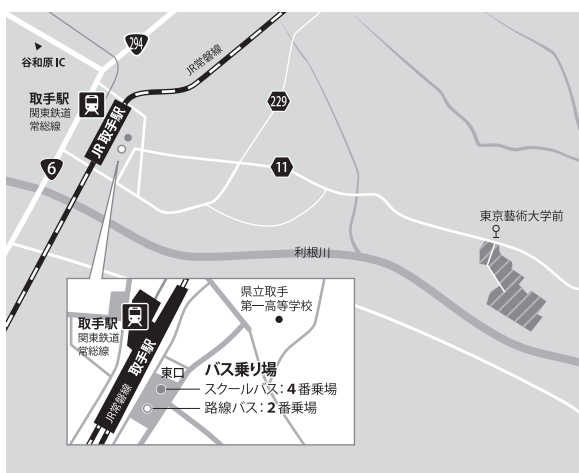 294
谷和原 IC
JR常磐線
取手駅
関東鉄道
常総線
JR 取手駅
229
6
11
東京藝術大学前
利根川
県立取手
第一高等学校
取手駅
関東鉄道
常総線
取手駅
東口
バス乗り場
スクールバス：4番乗場
路線バス：2番乗場
JR常磐線